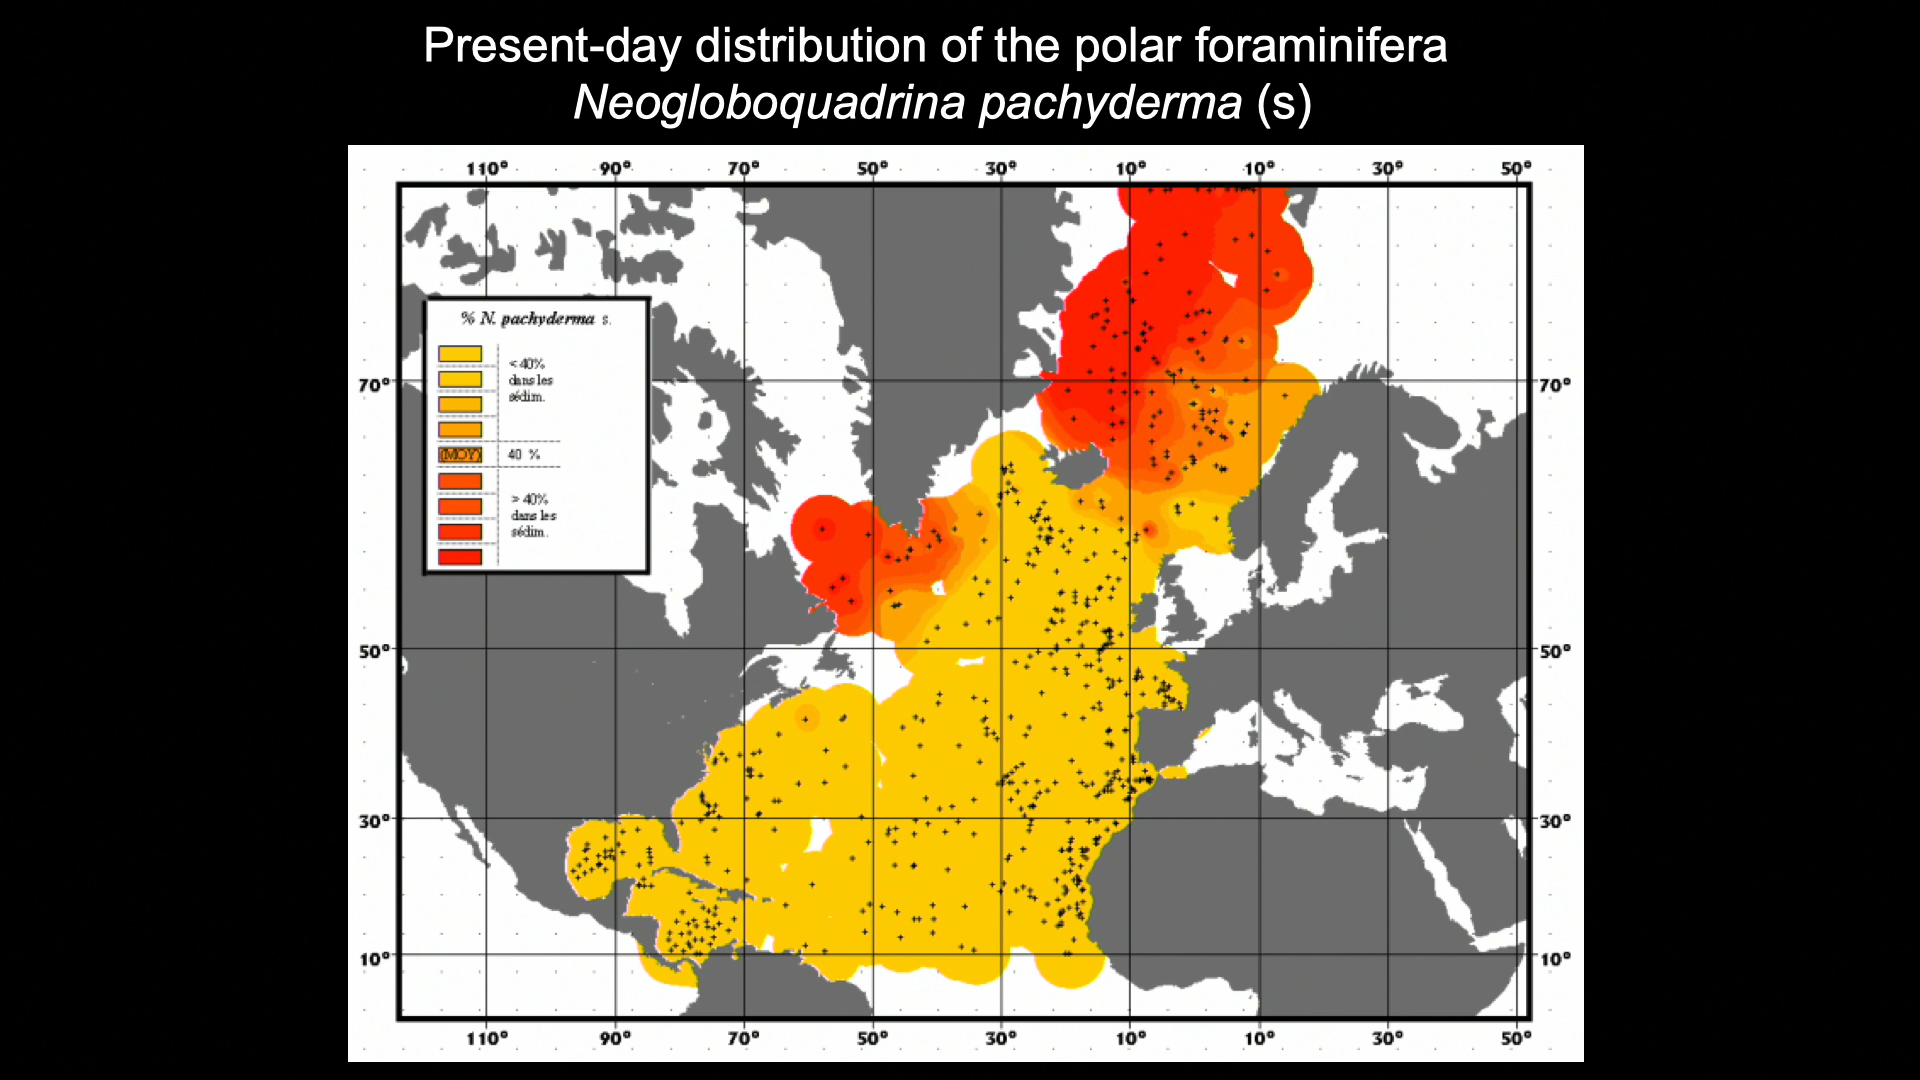 Present-day distribution of the polar foraminifera
Neogloboquadrina pachyderma (s)
110° 90° 70° 50° 30° 10° 10° 30° 50°
% N. pachyderma s.
< 40%
dans les
sédim.
(MOY) 40 %
> 40%
dans les
sédim.
70° 70°
50° 50°
30° 30°
10° 10°
110° 90° 70° 50° 30° 10° 10° 30° 50°